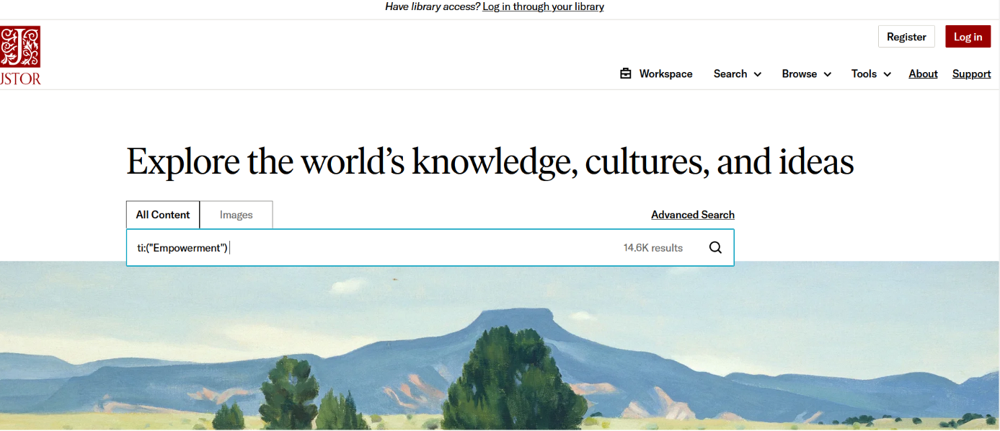 Have library access? Log in through your library
Register Log in
JSTOR
Workspace Search Browse Tools About Support
Explore the world's knowledge, cultures, and ideas
All Content Images Advanced Search
ti:("Empowerment") 14.6K results